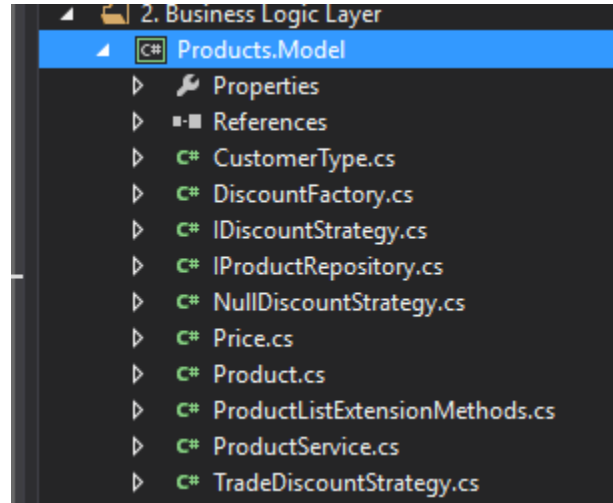 2. Business Logic Layer
C# Products.Model
Properties
References
C# CustomerType.cs
C# DiscountFactory.cs
C# IDiscountStrategy.cs
C# IProductRepository.cs
C# NullDiscountStrategy.cs
C# Price.cs
C# Product.cs
C# ProductListExtensionMethods.cs
C# ProductService.cs
C# TradeDiscountStrategy.cs